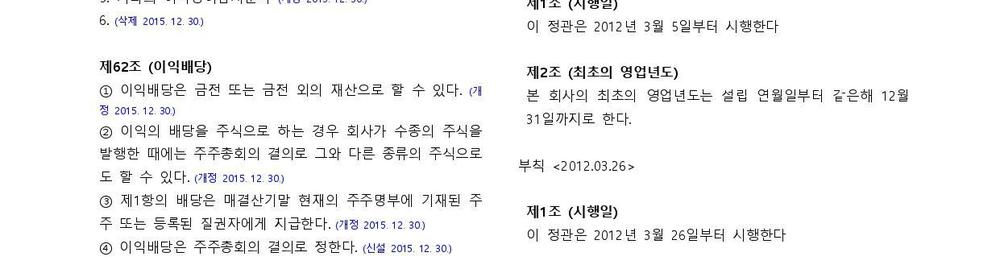 6. (삭제 2015. 12. 30.)
제62조 (이익배당)
① 이익배당은 금전 또는 금전 외의 재산으로 할 수 있다. (개
정 2015. 12. 30.)
② 이익의 배당을 주식으로 하는 경우 회사가 수종의 주식을
발행한 때에는 주주총회의 결의로 그와 다른 종류의 주식으로
도 할 수 있다. (개정 2015. 12. 30.)
③ 제1항의 배당은 매결산기말 현재의 주주명부에 기재된 주
주 또는 등록된 질권자에게 지급한다. (개정 2015. 12. 30.)
④ 이익배당은 주주총회의 결의로 정한다. (신설 2015. 12. 30.)
제1조 (시행일)
이 정관은 2012년 3월 5일부터 시행한다
제2조 (최초의 영업년도)
본 회사의 최초의 영업년도는 설립 연월일부터 같은해 12월
31일까지로 한다.
부칙 <2012.03.26>
제1조 (시행일)
이 정관은 2012년 3월 26일부터 시행한다